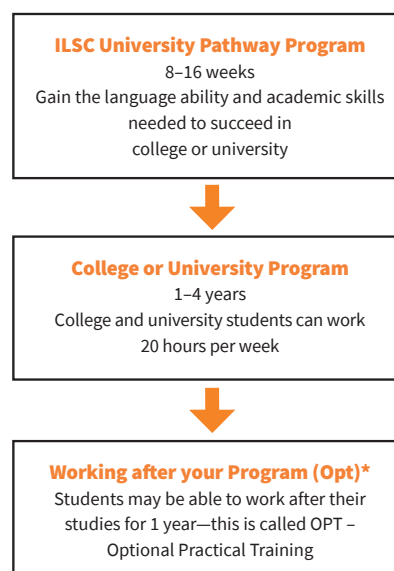 ILSC University Pathway Program
8–16 weeks
Gain the language ability and academic skills
needed to succeed in
college or university
College or University Program
1–4 years
College and university students can work
20 hours per week
Working after your Program (Opt)*
Students may be able to work after their
studies for 1 year—this is called OPT –
Optional Practical Training